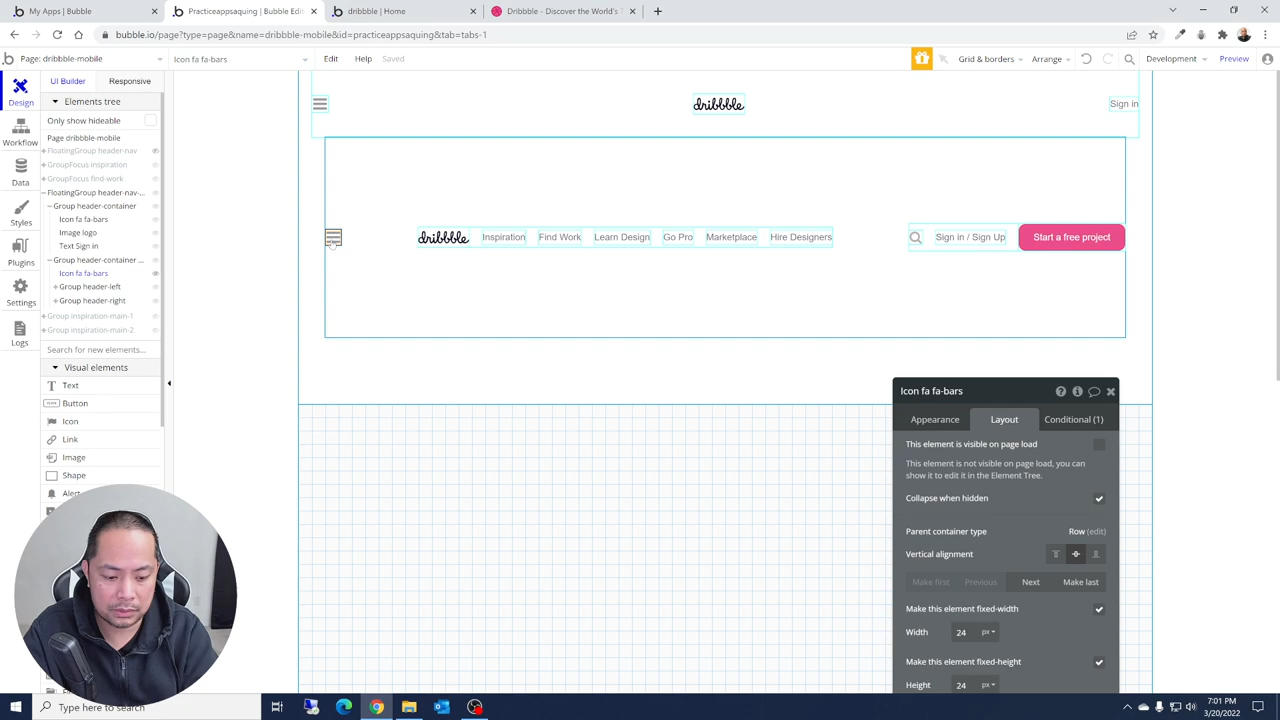 My Apps | Bubble
Practiceappsaquing | Bubble Edit
dribbble | Home
Dribbble - Discover the World's T
bubble.io/page?type=page&name=dribbble-mobile&id=practiceappsaquing&tab=tabs-1
Page: dribbble-mobile
Icon fa fa-bars
Edit
Help
Saved
Grid & borders
Arrange
Development
Preview
UI Builder
Responsive
Design
Workflow
Data
Styles
Plugins
Settings
Logs
Elements tree
Only show hideable
Page dribbble-mobile
FloatingGroup header-nav
GroupFocus inspiration
GroupFocus find-work
FloatingGroup header-nav-...
Group header-container
Icon fa fa-bars
Image logo
Text Sign in
Group header-container ...
Icon fa fa-bars
Group header-left
Group header-right
Group inspiration-main-1
Group inspiration-main-2
Search for new elements...
Visual elements
Text
Button
Icon
Link
Image
Shape
Alert
dribbble
Sign in
dribbble
Inspiration
Find Work
Learn Design
Go Pro
Marketplace
Hire Designers
Sign in / Sign Up
Start a free project
Icon fa fa-bars
Appearance
Layout
Conditional (1)
This element is visible on page load
This element is not visible on page load, you can
show it to edit it in the Element Tree.
Collapse when hidden
Parent container type
Row (edit)
Vertical alignment
Make first
Previous
Next
Make last
Make this element fixed-width
Width
24
px
Make this element fixed-height
Height
24
px
Type here to search
7:01 PM
3/20/2022